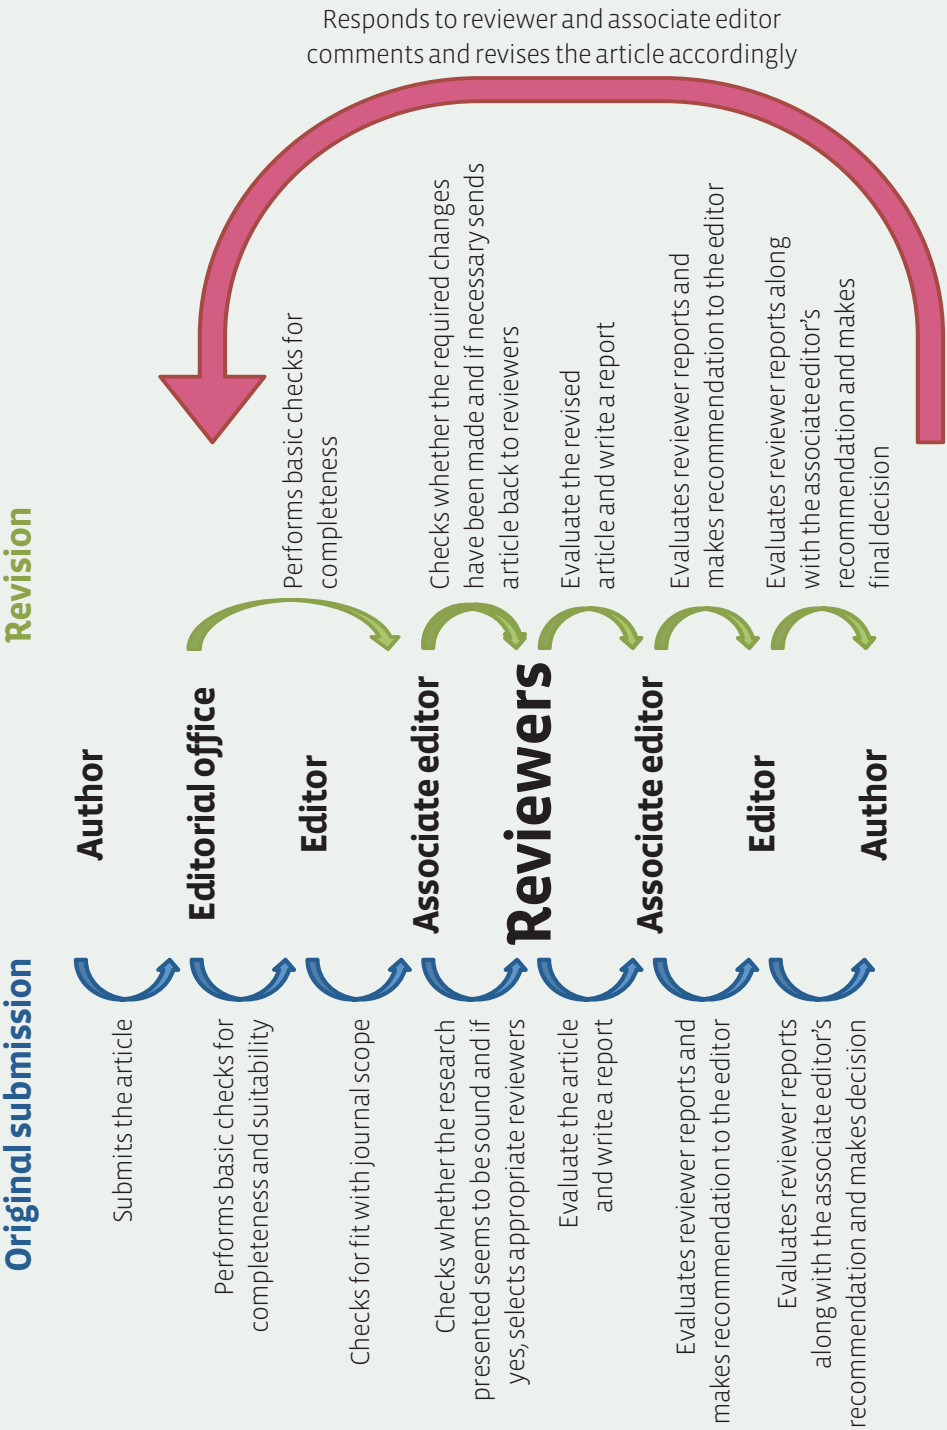 Responds to reviewer and associate editor
comments and revises the article accordingly
Original submission
Revision
Author
Submits the article
Editorial office
Performs basic checks for
completeness and suitability
Performs basic checks for
completeness
Editor
Checks for fit with journal scope
Associate editor
Checks whether the research
presented seems to be sound and if
yes, selects appropriate reviewers
Checks whether the required changes
have been made and if necessary sends
article back to reviewers
Reviewers
Evaluate the article
and write a report
Evaluate the revised
article and write a report
Associate editor
Evaluates reviewer reports and
makes recommendation to the editor
Evaluates reviewer reports and
makes recommendation to the editor
Editor
Evaluates reviewer reports
along with the associate editor's
recommendation and makes decision
Evaluates reviewer reports along
with the associate editor's
recommendation and makes
final decision
Author